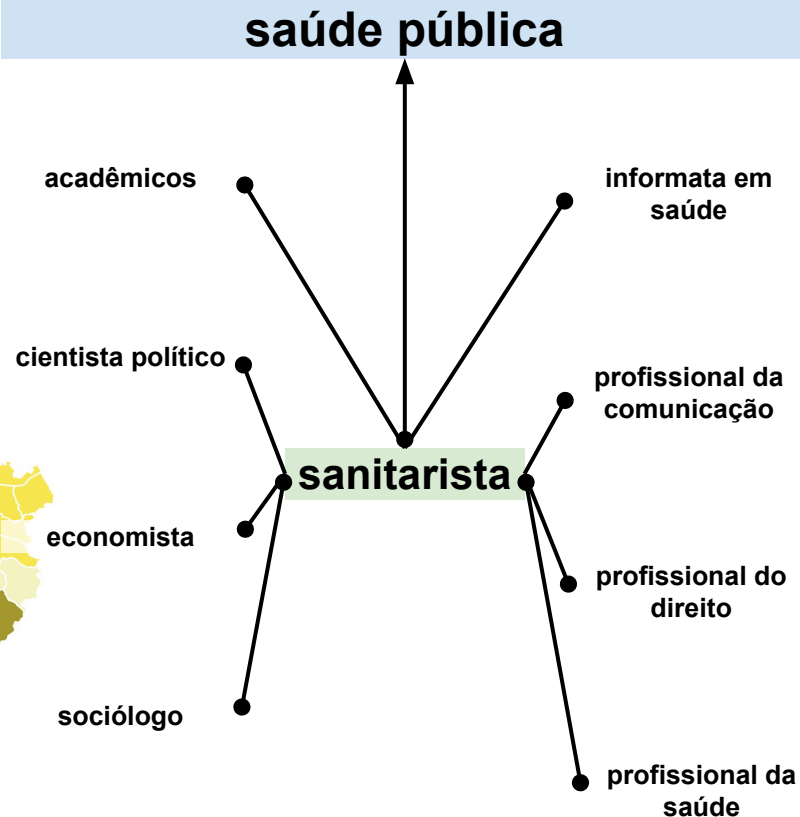 saúde pública
acadêmicos
informata em
saúde
cientista político
profissional da
comunicação
sanitarista
economista
profissional do
direito
sociólogo
profissional da
saúde